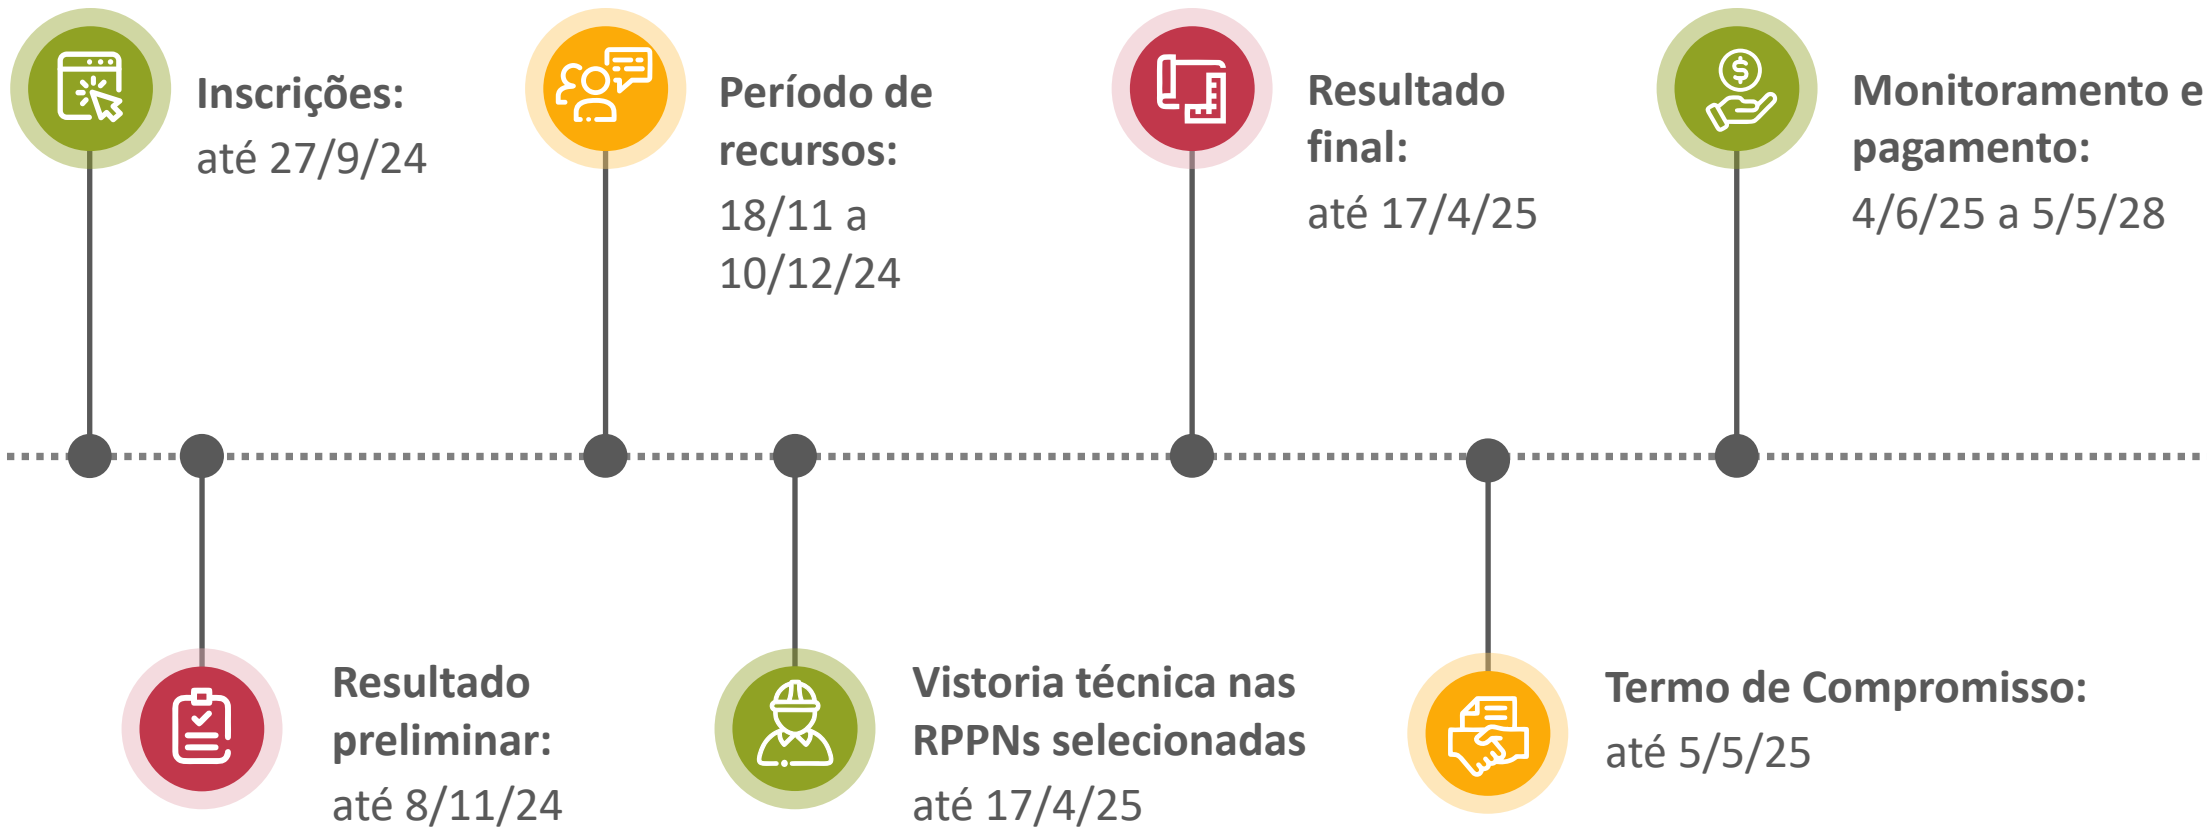 Inscrições:
até 27/9/24
Período de
recursos:
18/11 a
10/12/24
Resultado
final:
até 17/4/25
Monitoramento e
pagamento:
4/6/25 a 5/5/28
Resultado
preliminar:
até 8/11/24
Vistoria técnica nas
RPPNs selecionadas
até 17/4/25
Termo de Compromisso:
até 5/5/25